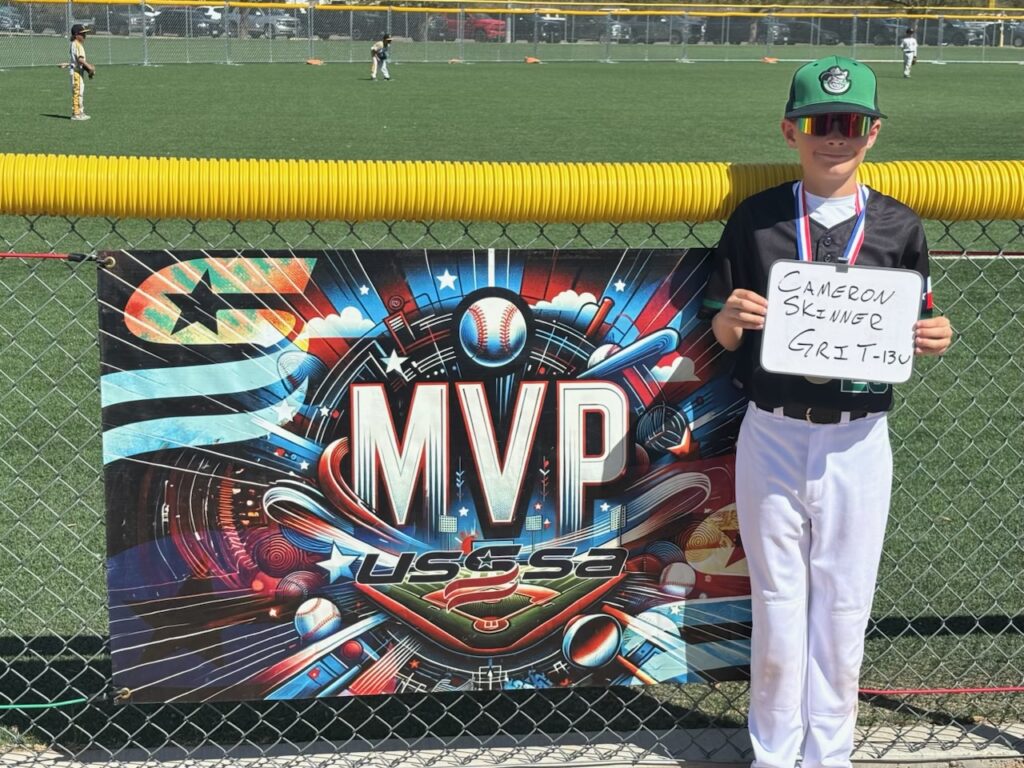 MVP
usssa
CAMERON
SKINNER
GRIT-13U